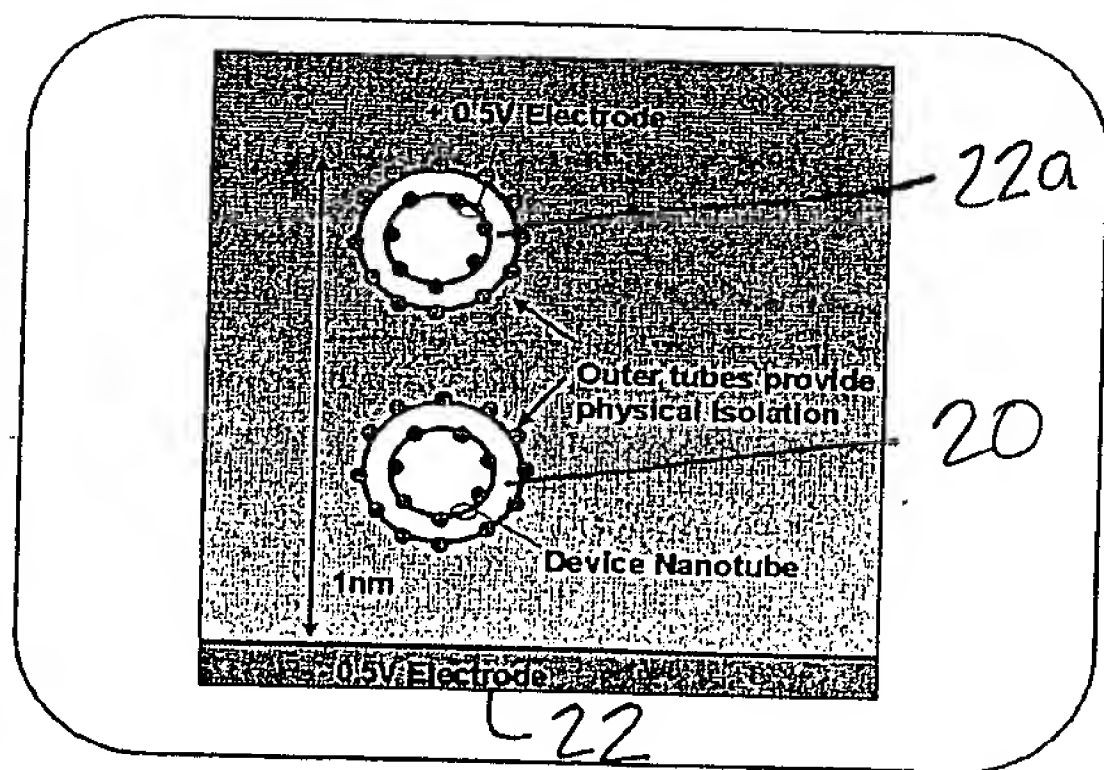 + 0.5V Electrode
22a
Outer tubes provide
physical Isolation
20
Device Nanotube
1nm
- 0.5V Electrode
22